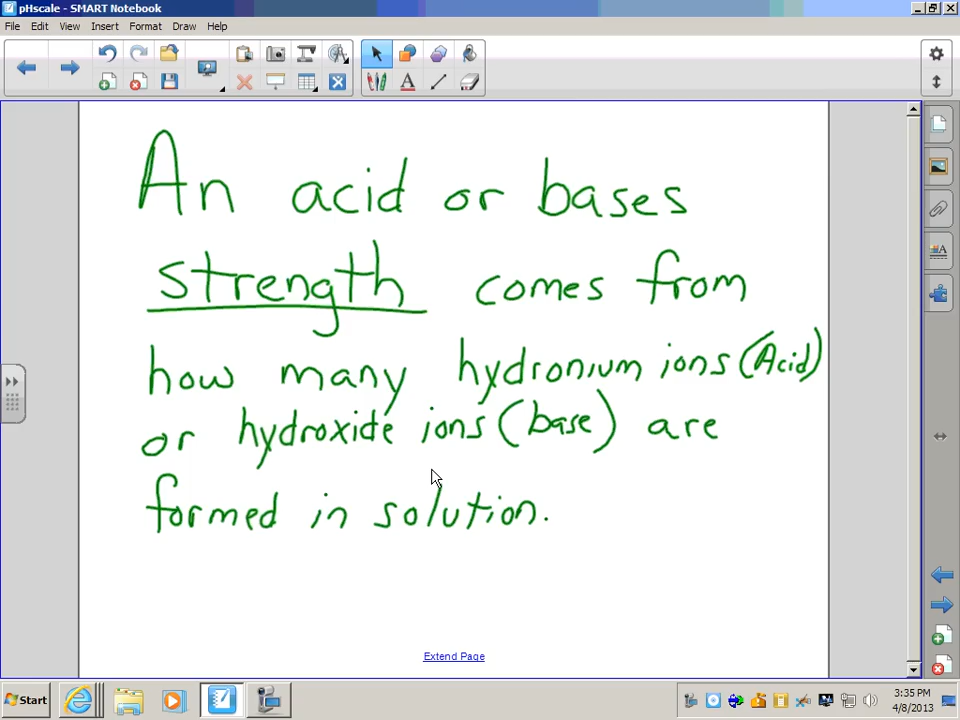 pHscale - SMART Notebook
File Edit View Insert Format Draw Help
An acid or bases
strength comes from
how many hydronium ions (Acid)
or hydroxide ions (base) are
formed in solution.
Extend Page
Start
3:35 PM
4/8/2013